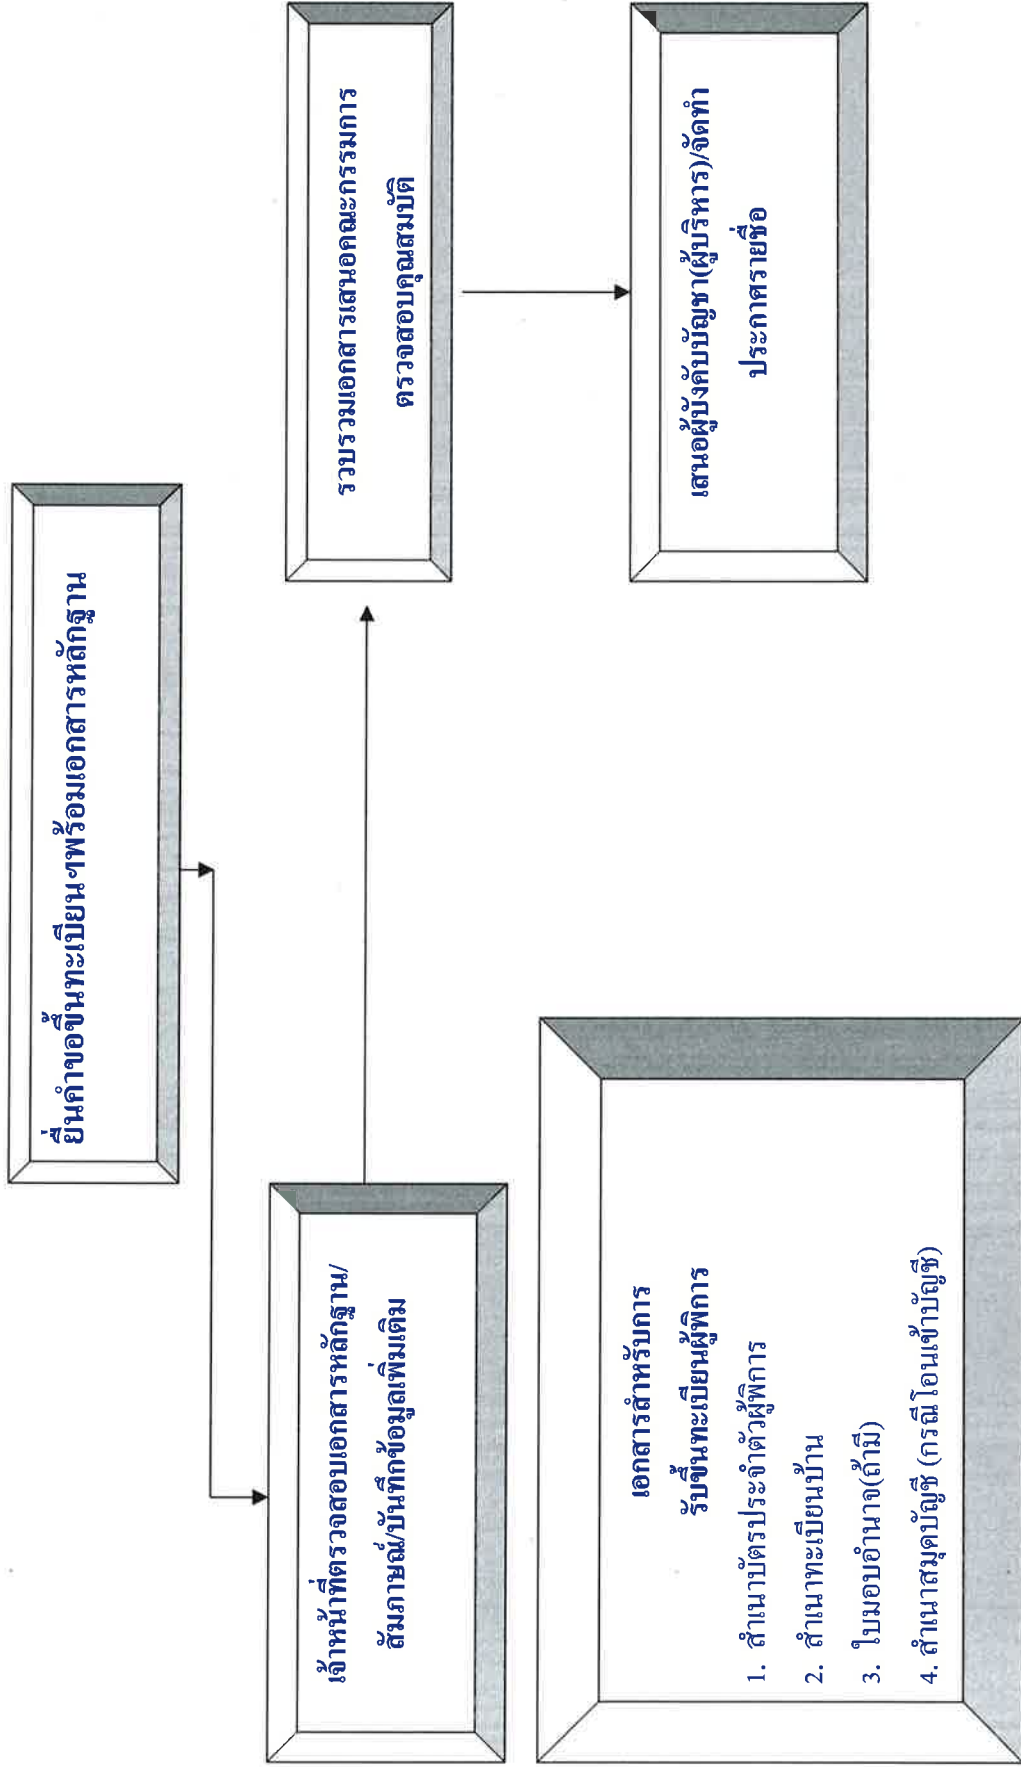 ยื่นคำขอขึ้นทะเบียนฯพร้อมเอกสารหลักฐาน
เจ้าหน้าที่ตรวจสอบเอกสารหลักฐาน/
สัมภาษณ์/บันทึกข้อมูลเพิ่มเติม
รวบรวมเอกสารเสนอคณะกรรมการ
ตรวจสอบคุณสมบัติ
เสนอผู้บังคับบัญชา(ผู้บริหาร)/จัดทำ
ประกาศรายชื่อ
เอกสารสำหรับการ
รับขึ้นทะเบียนผู้พิการ
1. สำเนาบัตรประจำตัวผู้พิการ
2. สำเนาทะเบียนบ้าน
3. ใบมอบอำนาจ(ถ้ามี)
4. สำเนาสมุดบัญชี (กรณีโอนเข้าบัญชี)